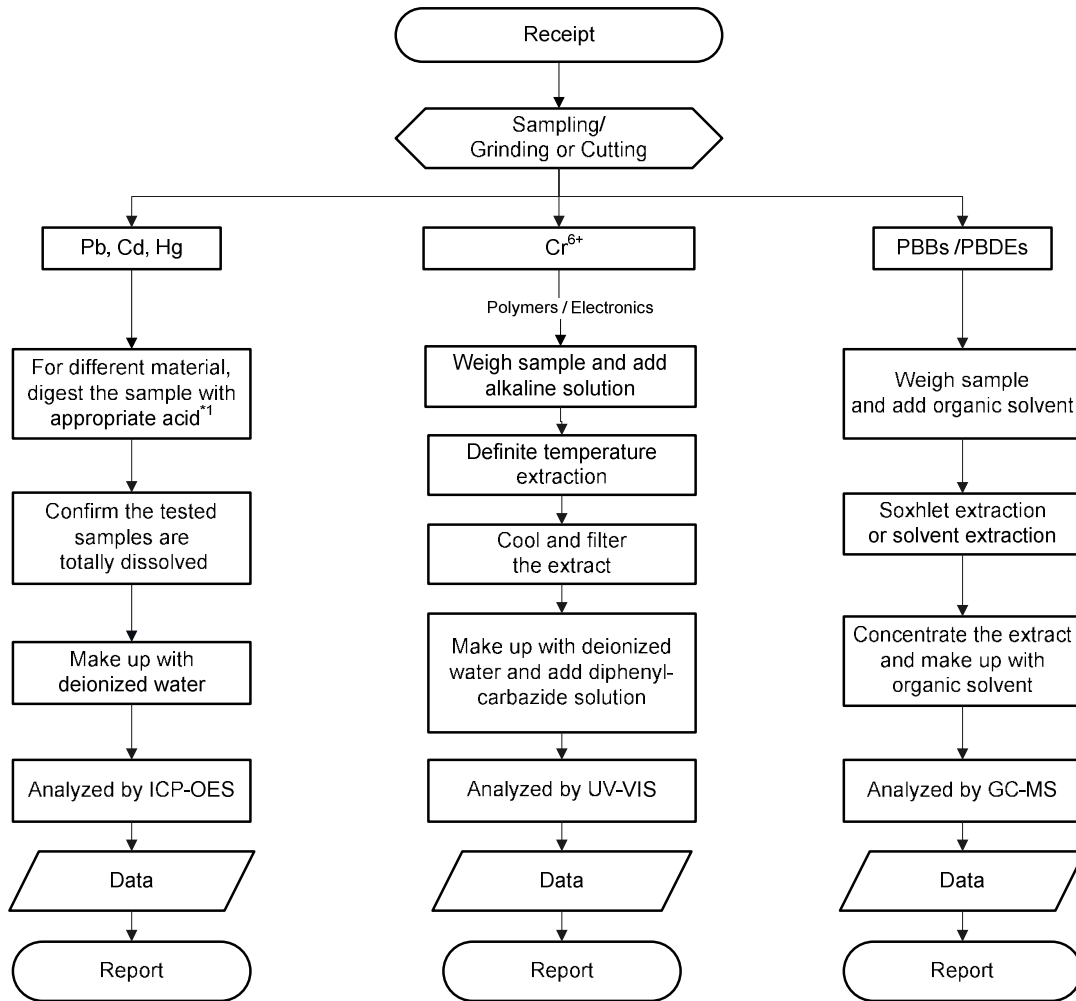 Receipt
Sampling/
Grinding or Cutting
Pb, Cd, Hg
For different material,
digest the sample with
appropriate acid*1
Confirm the tested
samples are
totally dissolved
Make up with
deionized water
Analyzed by ICP-OES
Data
Report
Cr6+
Polymers / Electronics
Weigh sample and add
alkaline solution
Definite temperature
extraction
Cool and filter
the extract
Make up with deionized
water and add diphenyl-
carbazide solution
Analyzed by UV-VIS
Data
Report
PBBs /PBDEs
Weigh sample
and add organic solvent
Soxhlet extraction
or solvent extraction
Concentrate the extract
and make up with
organic solvent
Analyzed by GC-MS
Data
Report